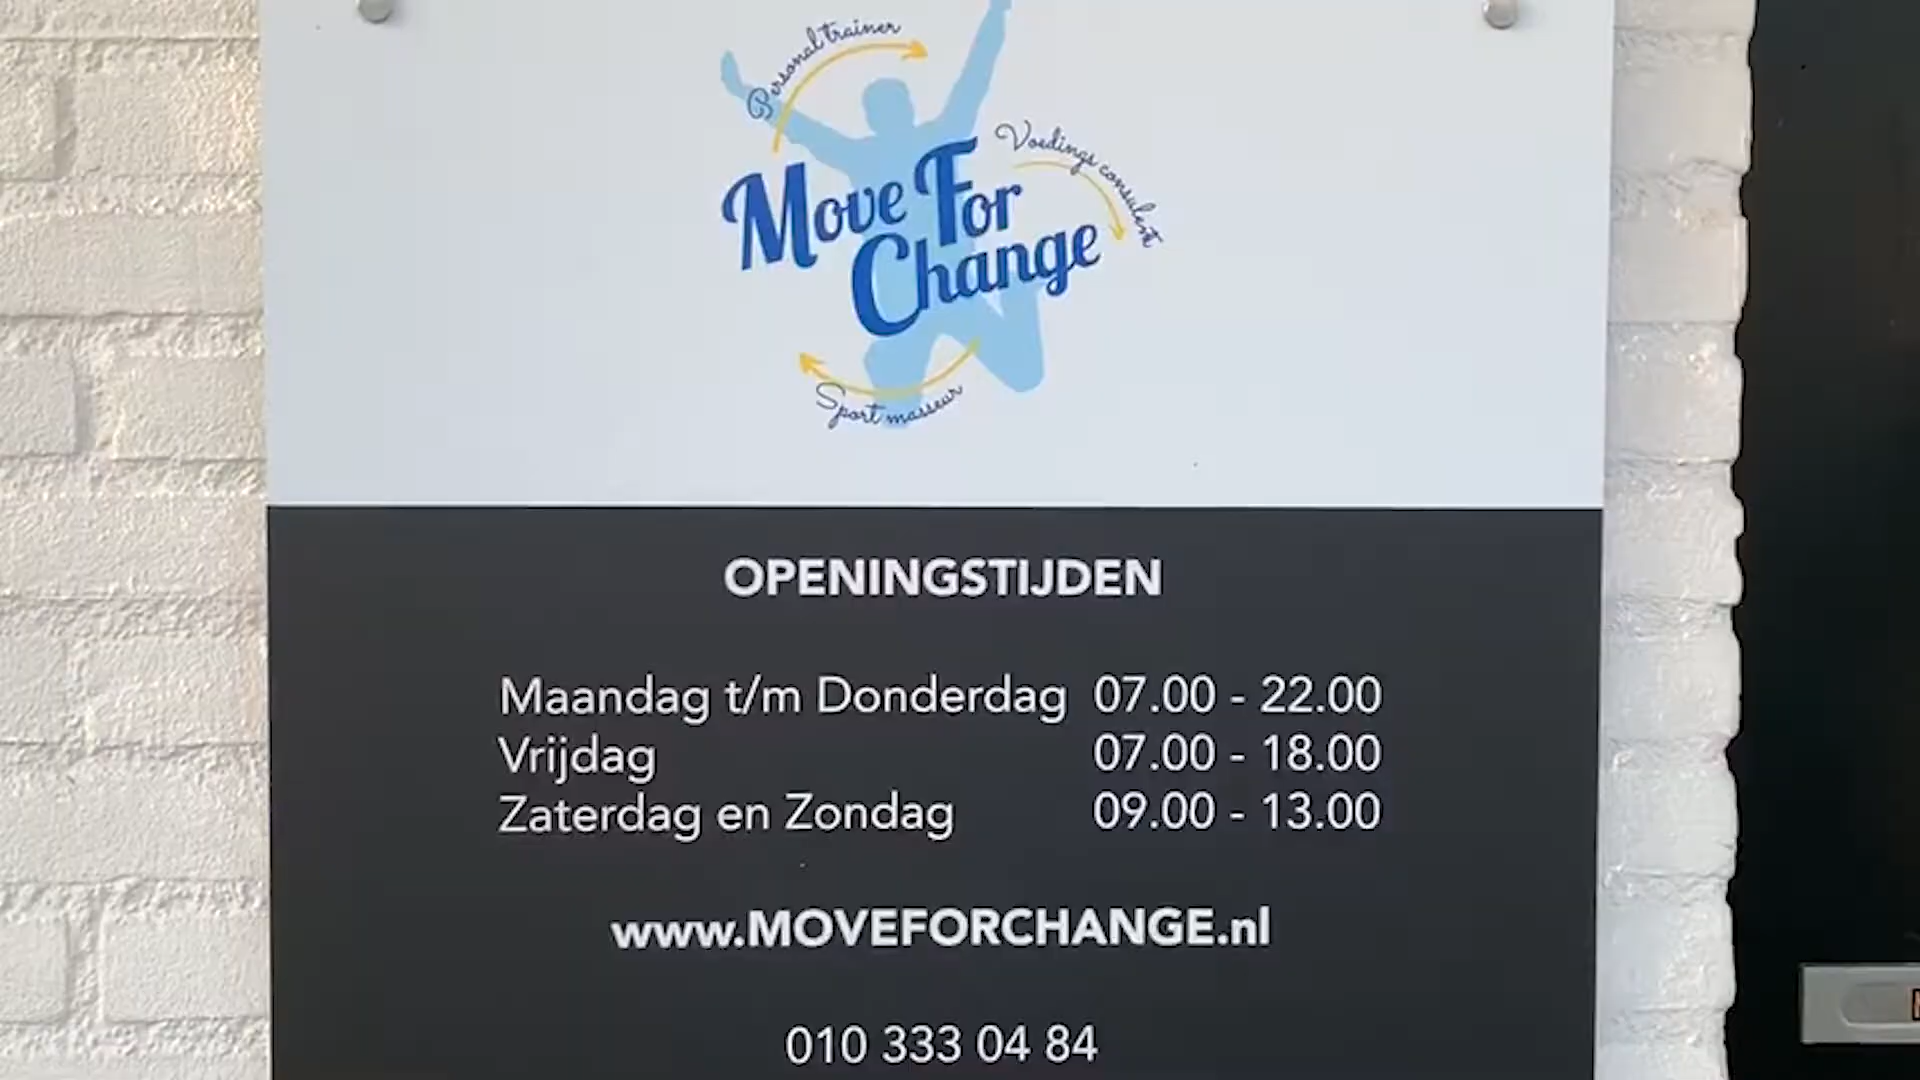 Personal trainer
Voedings consulent
Move For
Change
Sport masseur
OPENINGSTIJDEN
Maandag t/m Donderdag 07.00 - 22.00
Vrijdag 07.00 - 18.00
Zaterdag en Zondag 09.00 - 13.00
www.MOVEFORCHANGE.nl
010 333 04 84